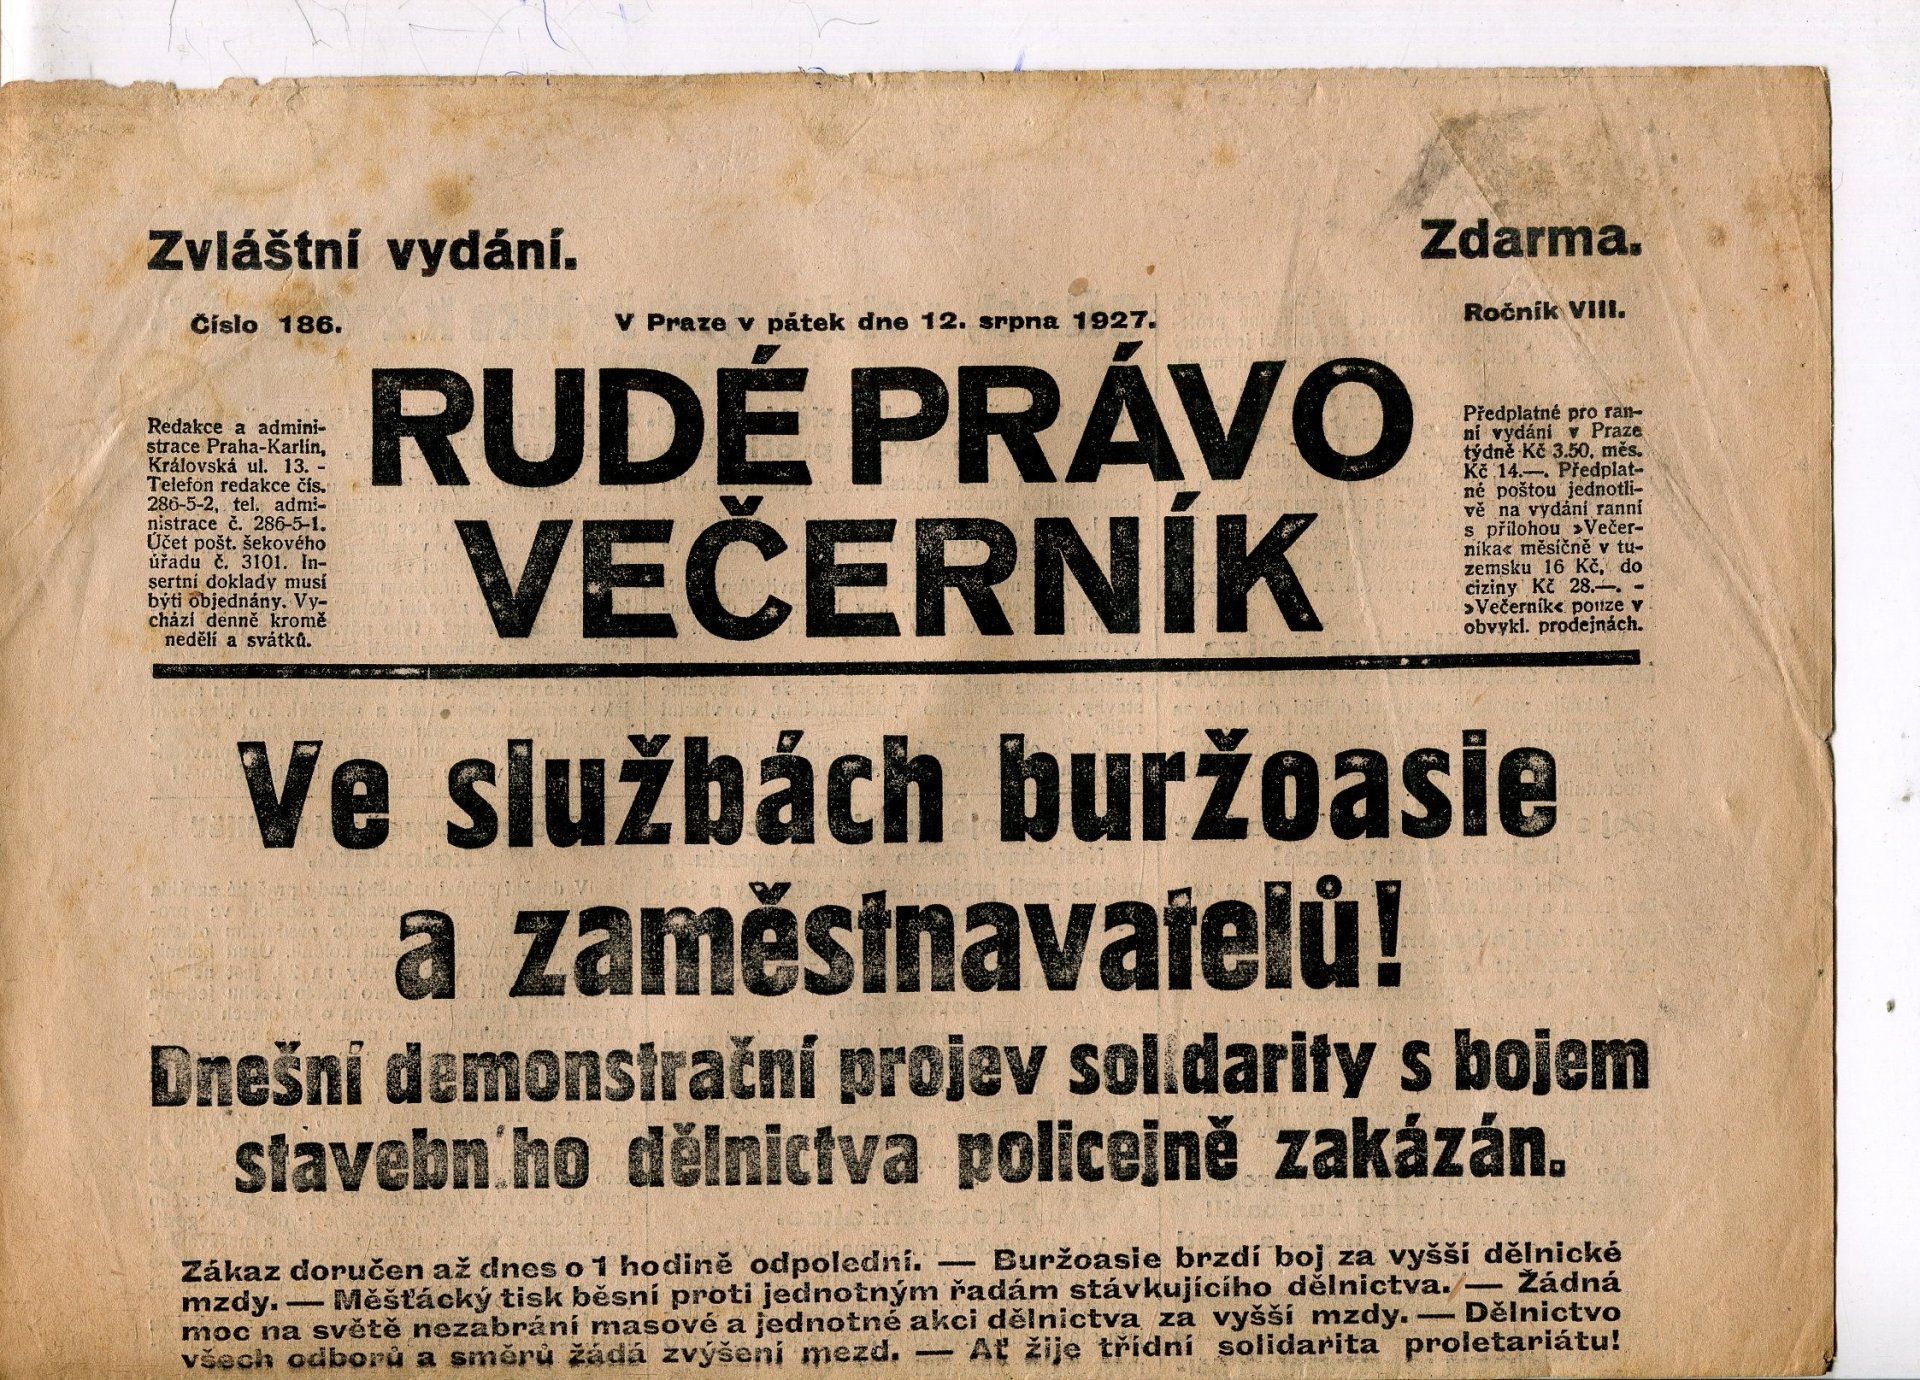 Zvláštní vydání.
Zdarma.
Číslo 186.
V Praze v pátek dne 12. srpna 1927.
Ročník VIII.
RUDÉ PRÁVO
VEČERNÍK
Redakce a admini-
strace Praha-Karlín,
Královská ul. 13. -
Telefon redakce čís.
286-5-2, tel. admi-
nistrace č. 286-5-1.
Účet pošt. šekového
úřadu č. 3101. In-
sertní doklady musí
býti objednány. Vy-
chází denně kromě
nedělí a svátků.
Předplatné pro ran-
ní vydání v Praze
týdně Kč 3.50, měs.
Kč 14.—. Předplat-
né poštou jednotli-
vě na vydání ranní
s přílohou »Večer-
níka« měsíčně v tu-
zemsku 16 Kč, do
ciziny Kč 28.—. -
»Večerník« pouze v
obvykl. prodejnách.
Ve službách buržoasie
a zaměstnavatelů!
Dnešní demonstrační projev solidarity s bojem
stavebního dělnictva policejně zakázán.
Zákaz doručen až dnes o 1 hodině odpolední. — Buržoasie brzdí boj za vyšší dělnické
mzdy. — Měšťácký tisk běsní proti jednotným řadám stávkujícího dělnictva. — Žádná
moc na světě nezabrání masové a jednotné akci dělnictva za vyšší mzdy. — Dělnictvo
všech odborů a směrů žádá zvýšení mezd. — Ať žije třídní solidarita proletariátu!